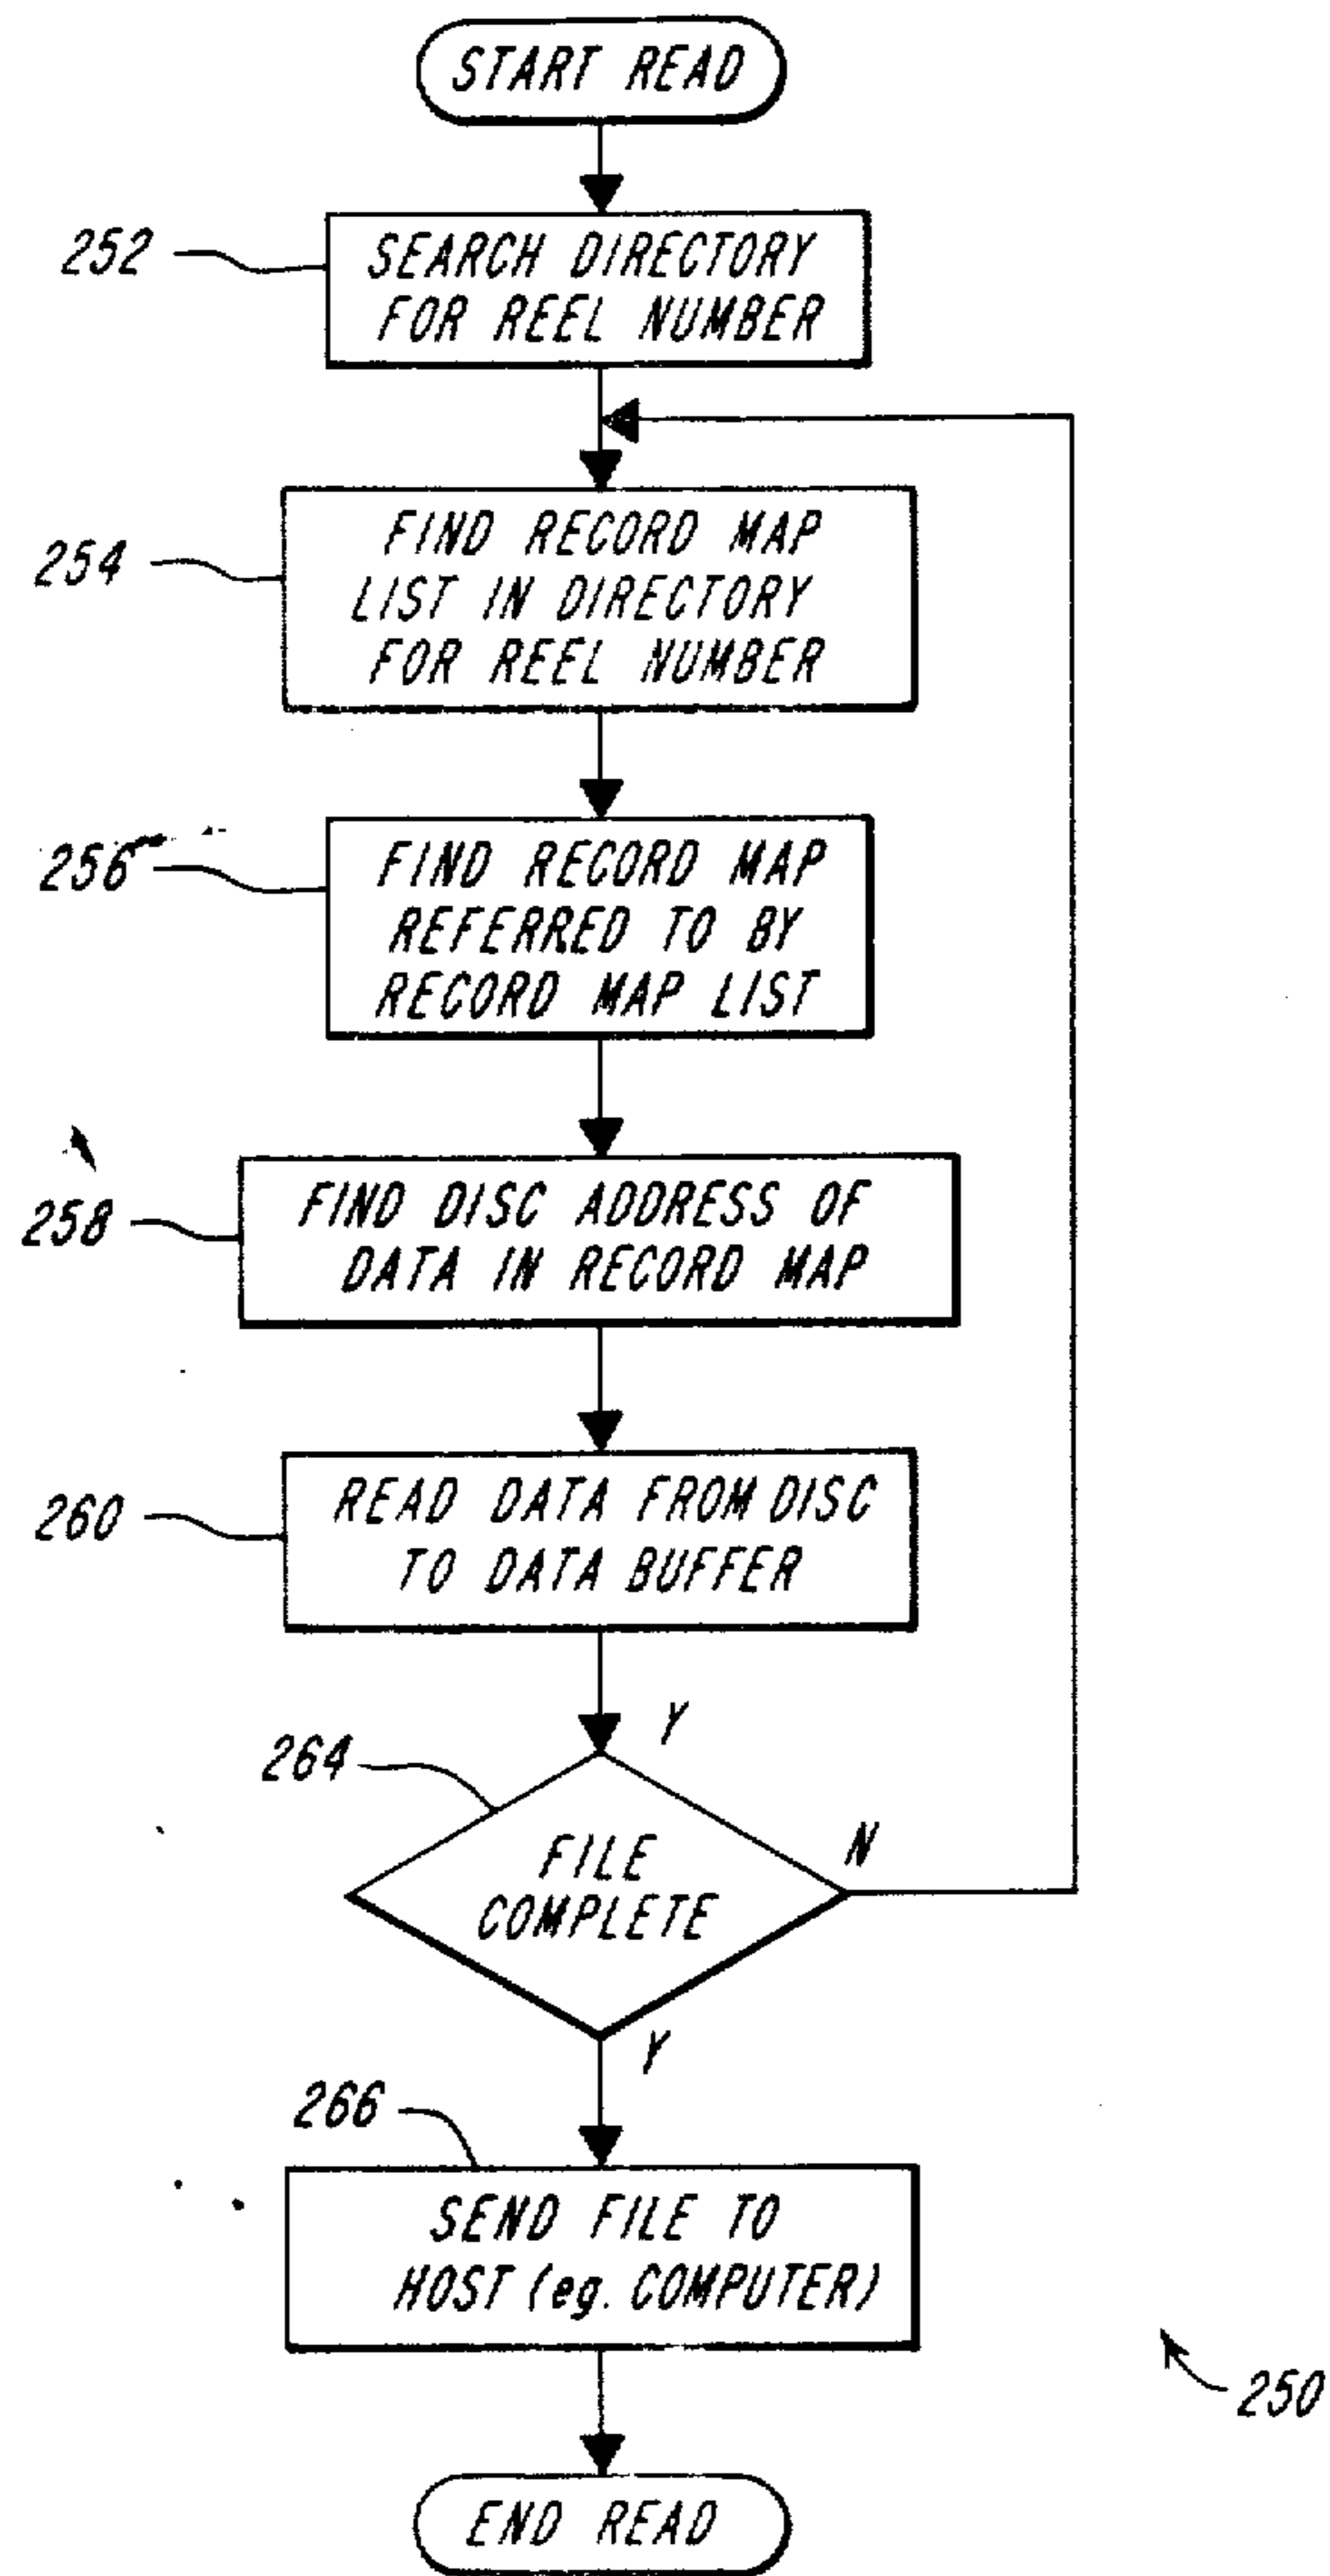 START READ
252
SEARCH DIRECTORY
FOR REEL NUMBER
254
FIND RECORD MAP
LIST IN DIRECTORY
FOR REEL NUMBER
256
FIND RECORD MAP
REFERRED TO BY
RECORD MAP LIST
258
FIND DISC ADDRESS OF
DATA IN RECORD MAP
260
READ DATA FROM DISC
TO DATA BUFFER
Y
264
FILE
COMPLETE
N
Y
266
SEND FILE TO
HOST (eg. COMPUTER)
250
END READ